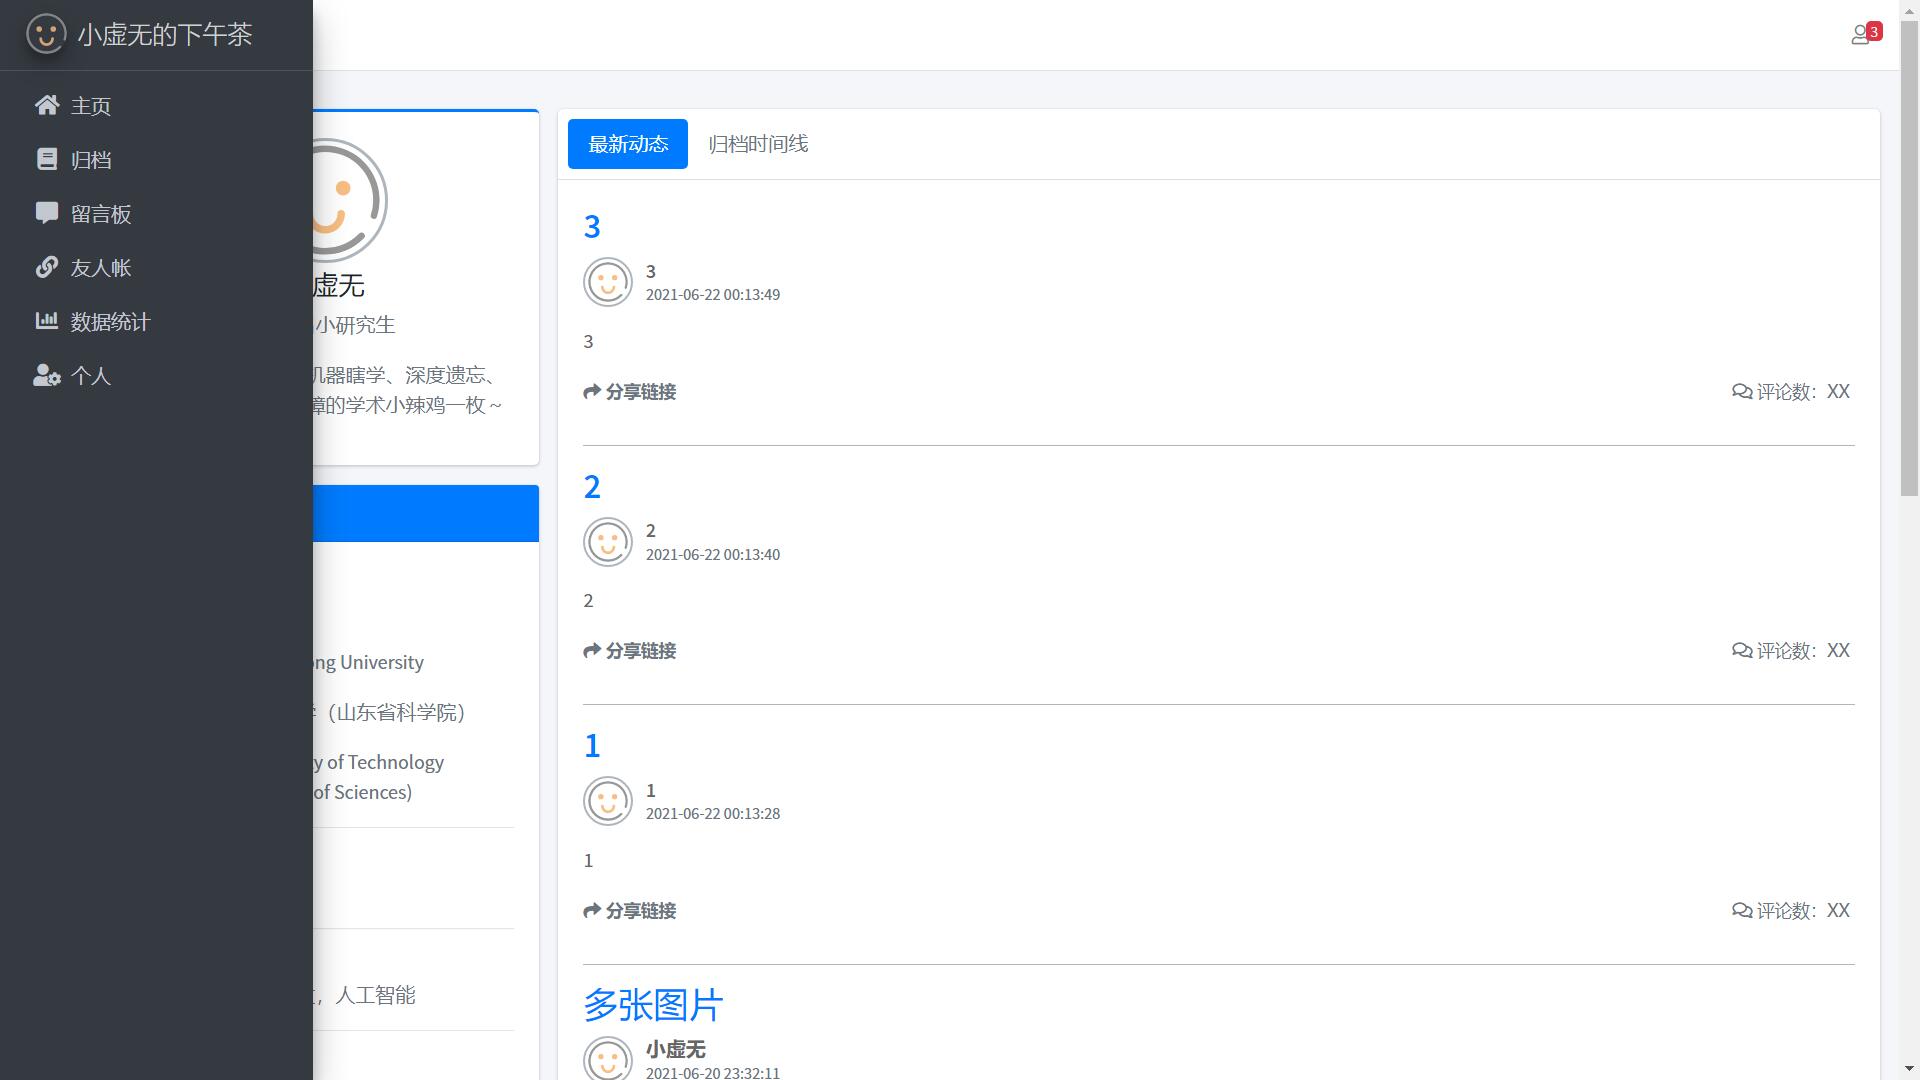 小虚无的下午茶
3
主页
归档
留言板
友人帐
数据统计
个人
虚无
小研究生
机器瞎学、深度遗忘、
障的学术小辣鸡一枚～
ong University
学（山东省科学院）
y of Technology
of Sciences)
，人工智能
最新动态
归档时间线
3
3
2021-06-22 00:13:49
3
分享链接
评论数：XX
2
2
2021-06-22 00:13:40
2
分享链接
评论数：XX
1
1
2021-06-22 00:13:28
1
分享链接
评论数：XX
多张图片
小虚无
2021-06-20 23:32:11